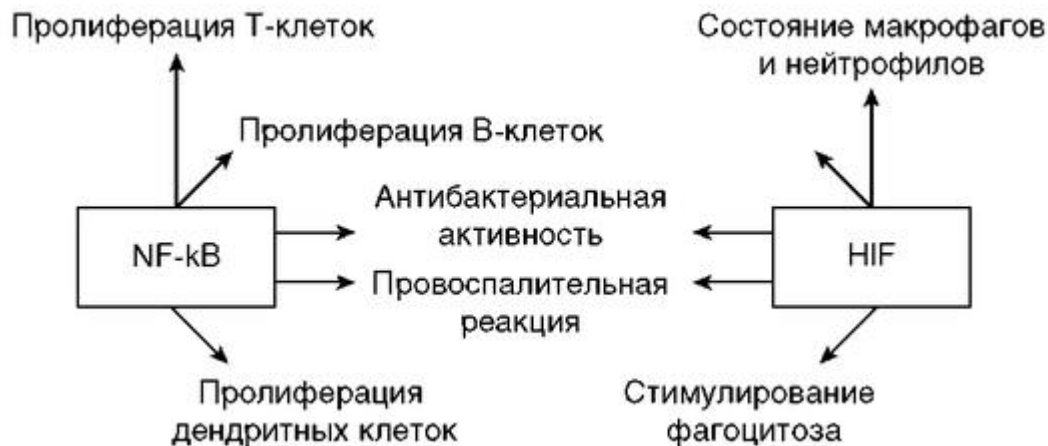 Пролиферация Т-клеток
Состояние макрофагов
и нейтрофилов
Пролиферация В-клеток
Антибактериальная
активность
NF-kB
HIF
Провоспалительная
реакция
Пролиферация
дендритных клеток
Стимулирование
фагоцитоза